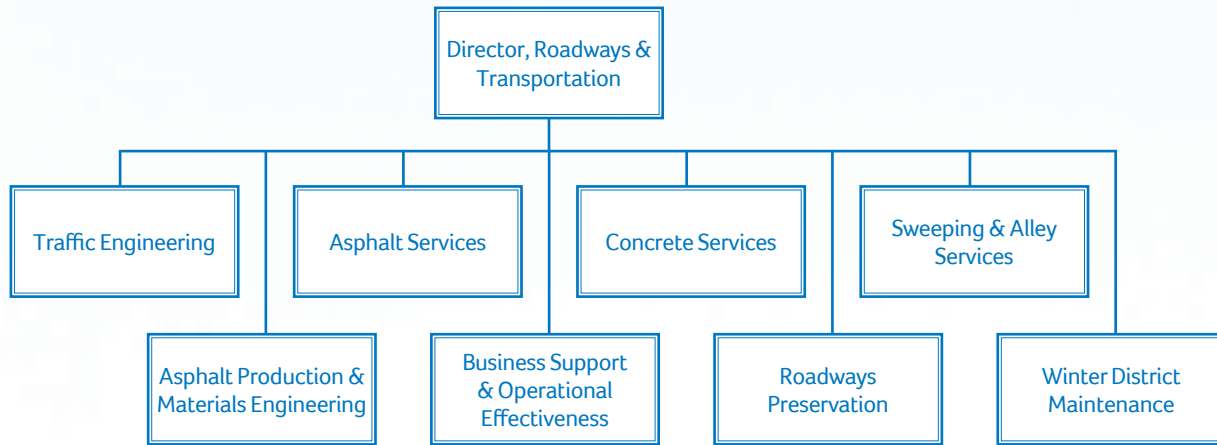 Director, Roadways &
Transportation
Traffic Engineering
Asphalt Services
Concrete Services
Sweeping & Alley
Services
Asphalt Production &
Materials Engineering
Business Support
& Operational
Effectiveness
Roadways
Preservation
Winter District
Maintenance